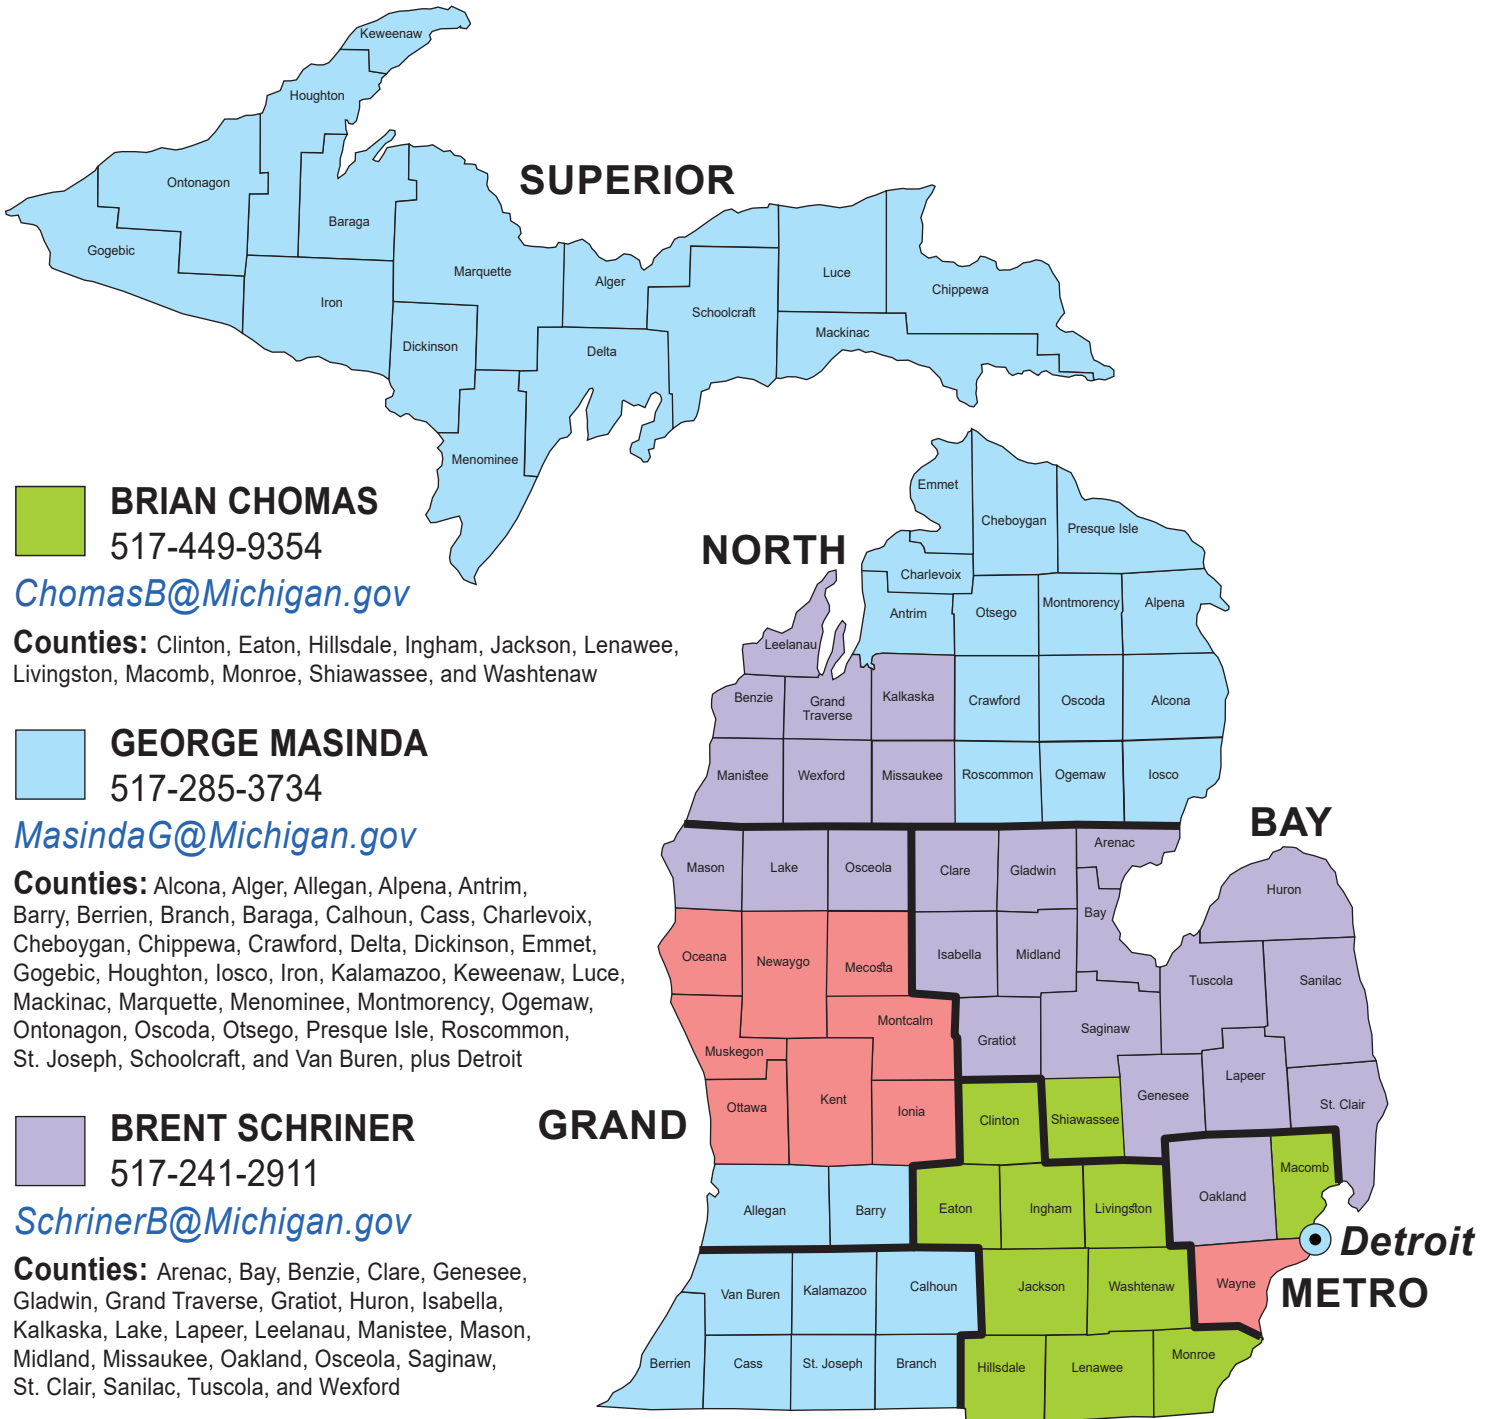 Keweenaw
Houghton
Ontonagon
Baraga
Gogebic
SUPERIOR
Marquette
Alger
Luce
Chippewa
Iron
Schoolcraft
Mackinac
Dickinson
Delta
Menominee
BRIAN CHOMAS
517-449-9354
ChomasB@Michigan.gov
Counties: Clinton, Eaton, Hillsdale, Ingham, Jackson, Lenawee,
Livingston, Macomb, Monroe, Shiawassee, and Washtenaw
GEORGE MASINDA
517-285-3734
MasindaG@Michigan.gov
Counties: Alcona, Alger, Allegan, Alpena, Antrim,
Barry, Berrien, Branch, Baraga, Calhoun, Cass, Charlevoix,
Cheboygan, Chippewa, Crawford, Delta, Dickinson, Emmet,
Gogebic, Houghton, Iosco, Iron, Kalamazoo, Keweenaw, Luce,
Mackinac, Marquette, Menominee, Montmorency, Ogemaw,
Ontonagon, Oscoda, Otsego, Presque Isle, Roscommon,
St. Joseph, Schoolcraft, and Van Buren, plus Detroit
BRENT SCHRINER
517-241-2911
SchrinerB@Michigan.gov
Counties: Arenac, Bay, Benzie, Clare, Genesee,
Gladwin, Grand Traverse, Gratiot, Huron, Isabella,
Kalkaska, Lake, Lapeer, Leelanau, Manistee, Mason,
Midland, Missaukee, Oakland, Osceola, Saginaw,
St. Clair, Sanilac, Tuscola, and Wexford
NORTH
Emmet
Cheboygan
Presque Isle
Charlevoix
Antrim
Otsego
Montmorency
Alpena
Leelanau
Benzie
Grand
Traverse
Kalkaska
Crawford
Oscoda
Alcona
Manistee
Wexford
Missaukee
Roscommon
Ogemaw
Iosco
BAY
Mason
Lake
Osceola
Clare
Gladwin
Arenac
Huron
Bay
Oceana
Newaygo
Mecosta
Isabella
Midland
Tuscola
Sanilac
Montcalm
Gratiot
Saginaw
Muskegon
Lapeer
GRAND
Ottawa
Kent
Ionia
Clinton
Shiawassee
Genesee
St. Clair
Macomb
Allegan
Barry
Eaton
Ingham
Livingston
Oakland
Detroit
METRO
Van Buren
Kalamazoo
Calhoun
Jackson
Washtenaw
Wayne
Berrien
Cass
St. Joseph
Branch
Hillsdale
Lenawee
Monroe